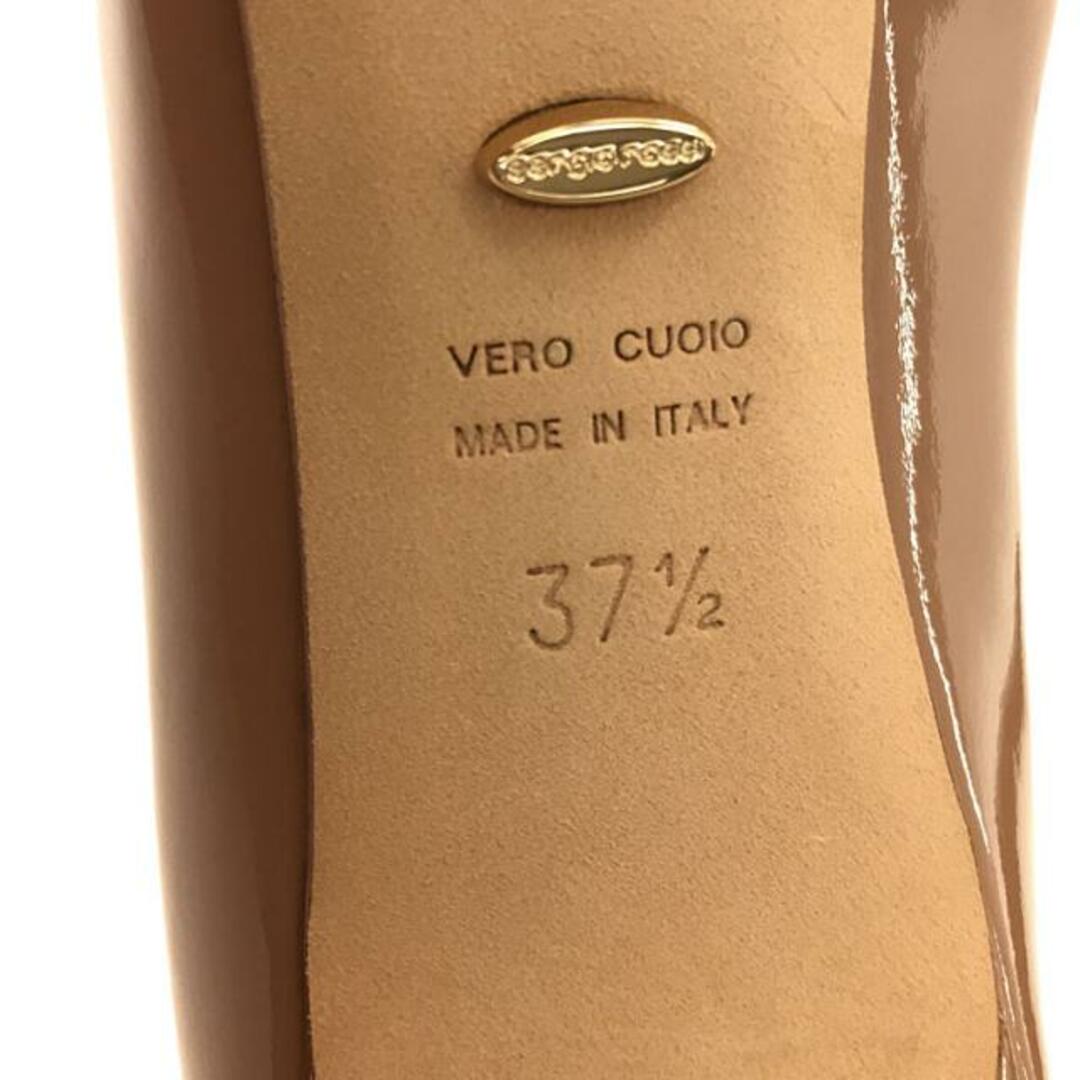 sergio rossi
VERO CUOIO
MADE IN ITALY
37½